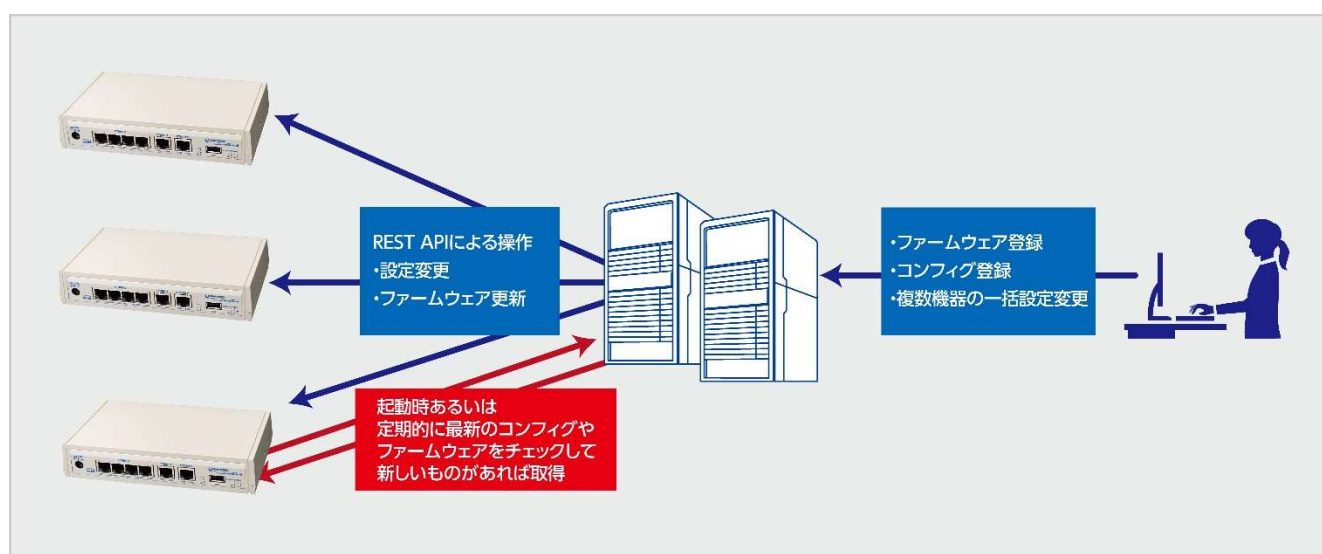 REST APIによる操作
・設定変更
・ファームウェア更新
・ファームウェア登録
・コンフィグ登録
・複数機器の一括設定変更
起動時あるいは
定期的に最新のコンフィグや
ファームウェアをチェックして
新しいものがあれば取得